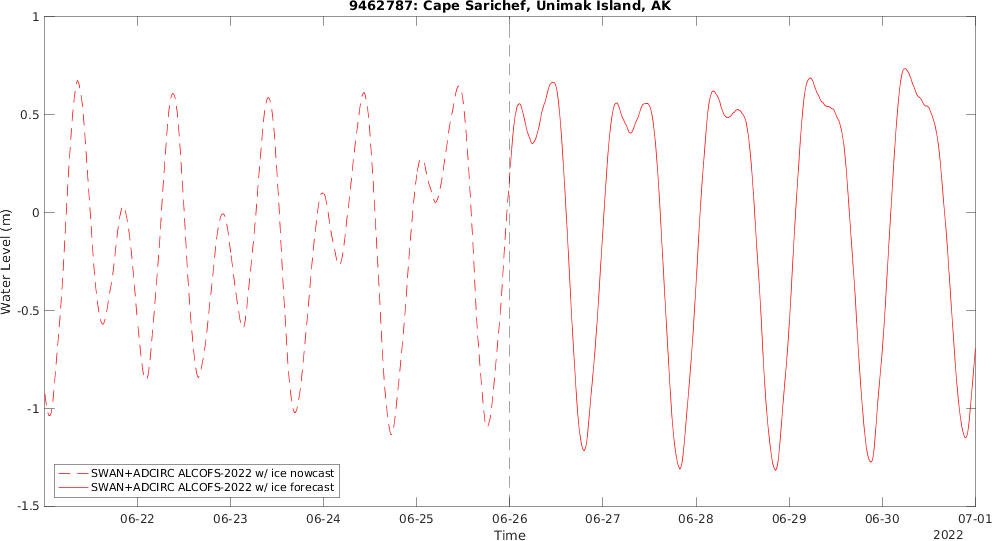 9462787: Cape Sarichef, Unimak Island, AK
1
0.5
0
-0.5
-1
-1.5
Water Level (m)
SWAN+ADCIRC ALCOFS-2022 w/ ice nowcast
SWAN+ADCIRC ALCOFS-2022 w/ ice forecast
06-22 06-23 06-24 06-25 06-26 06-27 06-28 06-29 06-30 07-01
Time
2022